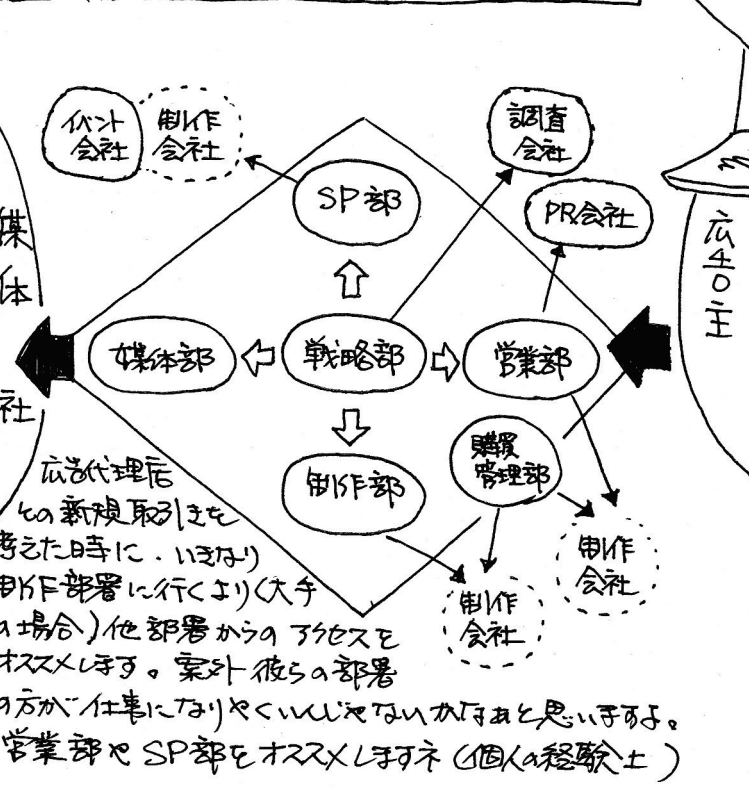 イベント
会社
制作
会社
調査
会社
SP部
PR会社
媒
体
社
広告主
媒体部
戦略部
営業部
購買
管理部
制作部
制作
会社
制作
会社
広告代理店
との新規取引きを
考えた時に、いきなり
制作部署に行くより(大手
の場合)他部署からのアクセスを
オススメします。案外彼らの部署
の方が仕事になりやくいんじゃないかなあと思いますよ。
営業部やSP部をオススメしますネ(個人の経験上)